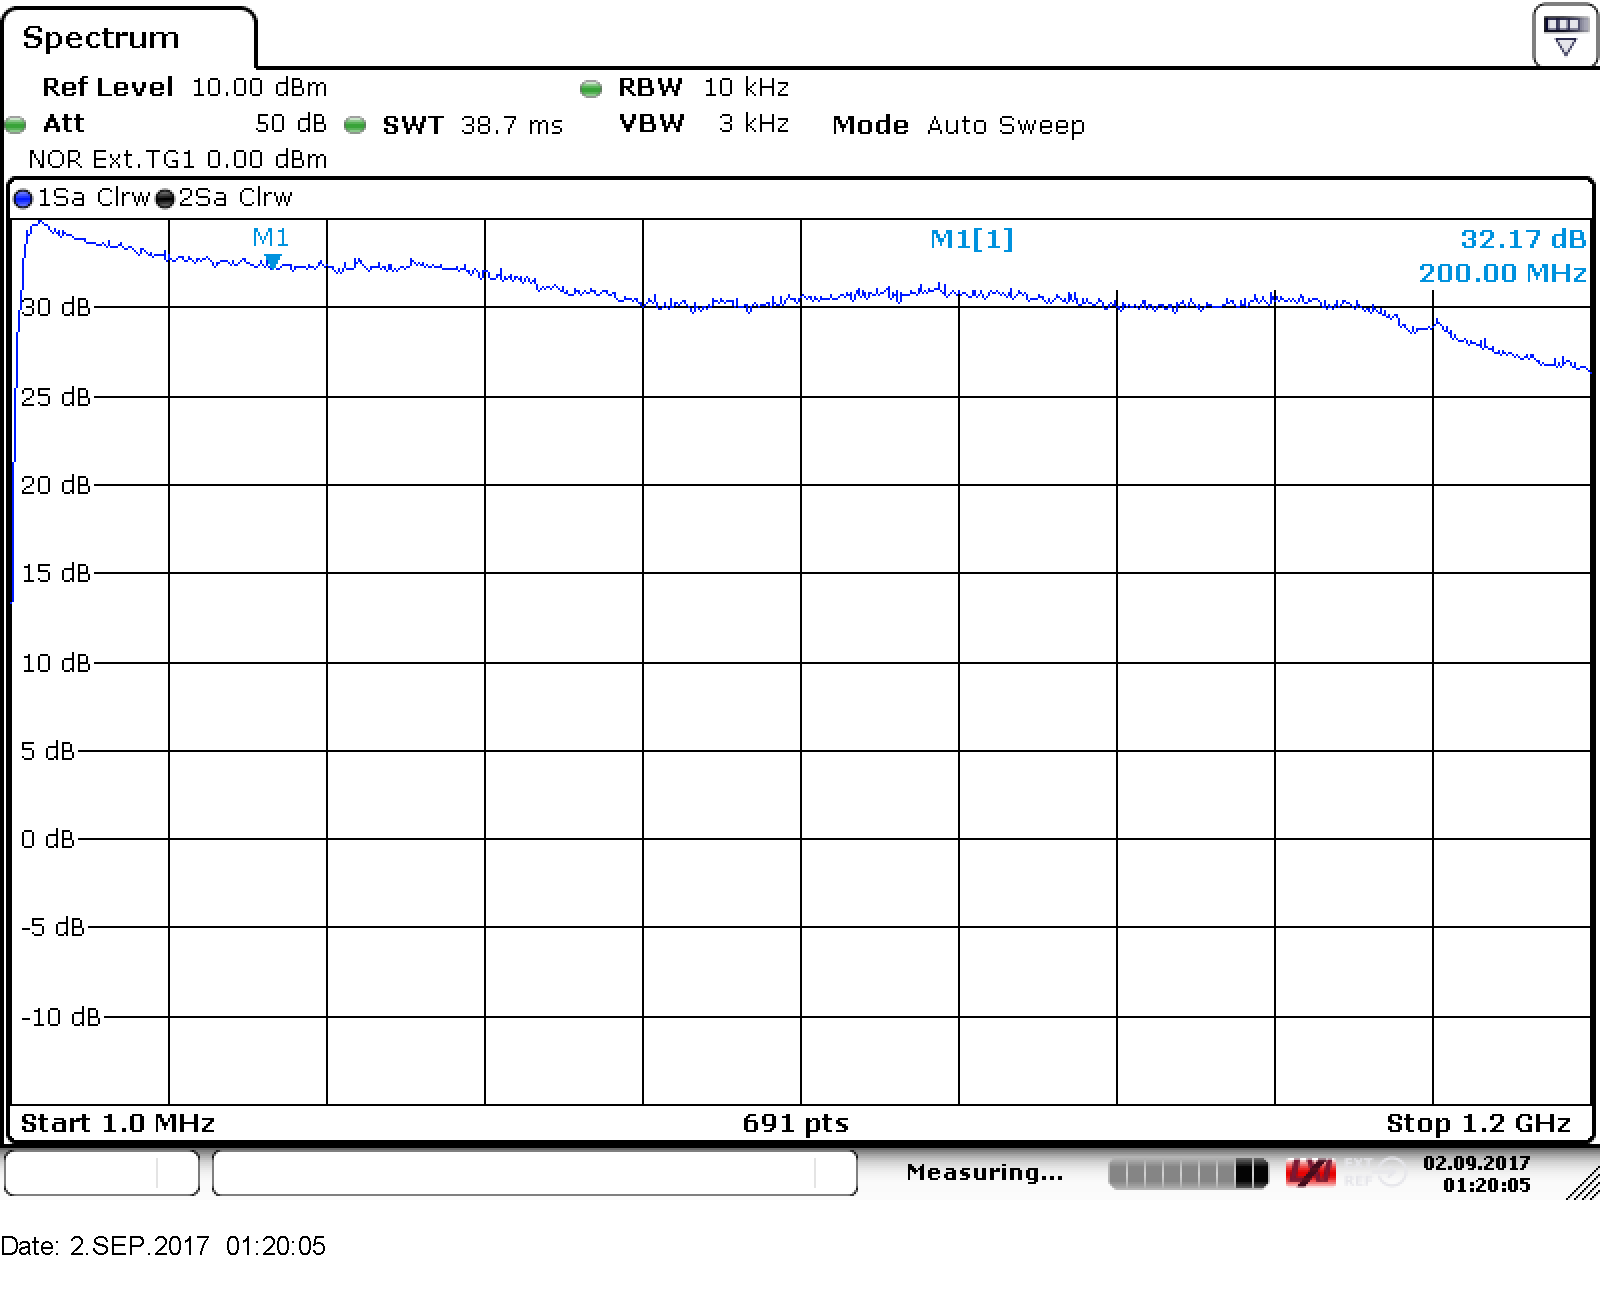 Spectrum
Ref Level 10.00 dBm RBW 10 kHz
Att 50 dB SWT 38.7 ms VBW 3 kHz Mode Auto Sweep
NOR Ext.TG1 0.00 dBm
1Sa Clrw 2Sa Clrw
M1 M1[1] 32.17 dB
200.00 MHz
30 dB
25 dB
20 dB
15 dB
10 dB
5 dB
0 dB
-5 dB
-10 dB
Start 1.0 MHz 691 pts Stop 1.2 GHz
Measuring... LXI EXT REF 02.09.2017
01:20:05
Date: 2.SEP.2017 01:20:05